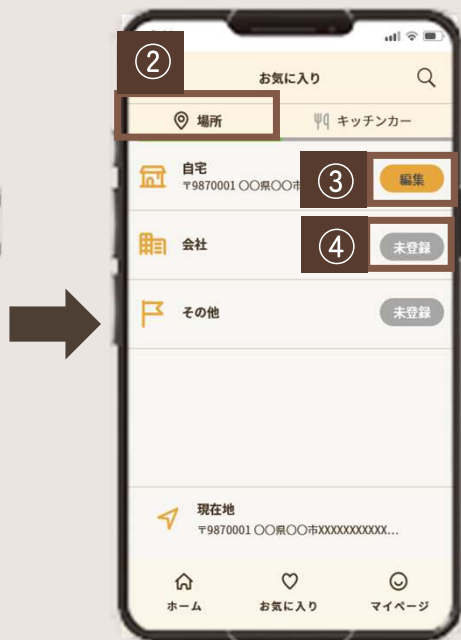 ②
お気に入り
場所
キッチンカー
自宅
③
編集
〒9870001 〇〇県〇〇市
会社
④
未登録
その他
未登録
現在地
〒9870001 〇〇県〇〇市XXXXXXXXXXX...
ホーム
お気に入り
マイページ